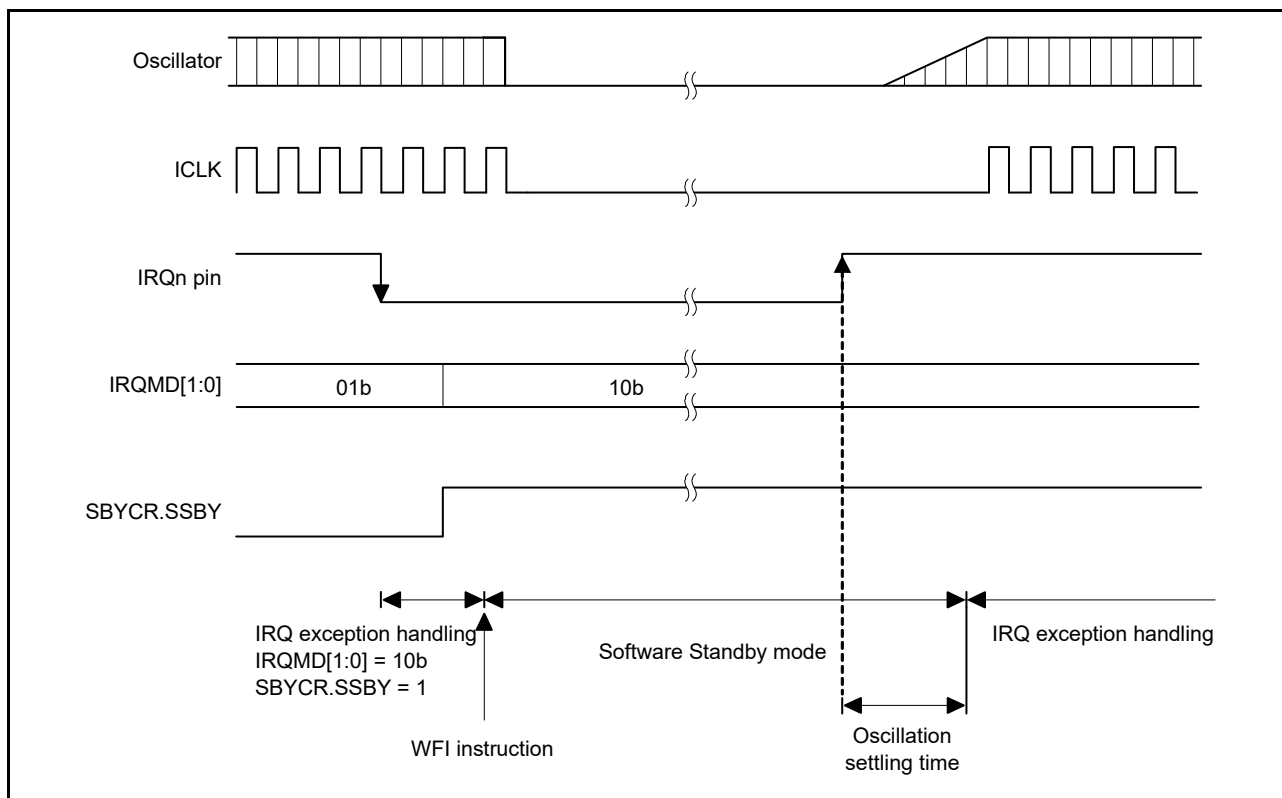 Oscillator
ICLK
IRQn pin
IRQMD[1:0]
01b
10b
SBYCR.SSBY
IRQ exception handling
IRQMD[1:0] = 10b
SBYCR.SSBY = 1
WFI instruction
Software Standby mode
Oscillation
settling time
IRQ exception handling